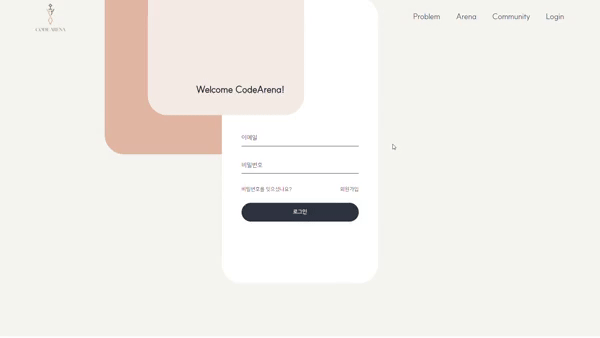 CODE ARENA
Problem Arena Community Login
Welcome CodeArena!
이메일
비밀번호
비밀번호를 잊으셨나요? 회원가입
로그인